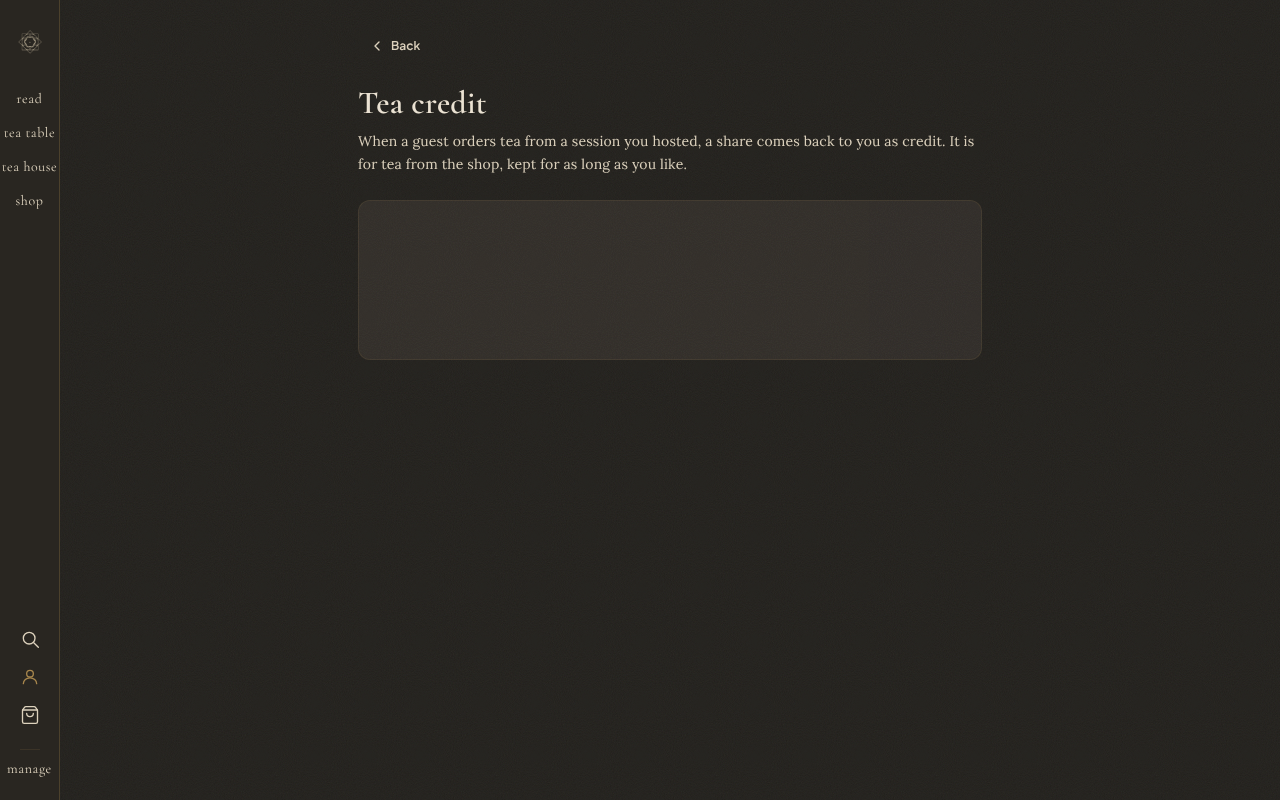 Back
read
tea table
tea house
shop
Tea credit
When a guest orders tea from a session you hosted, a share comes back to you as credit. It is
for tea from the shop, kept for as long as you like.
manage